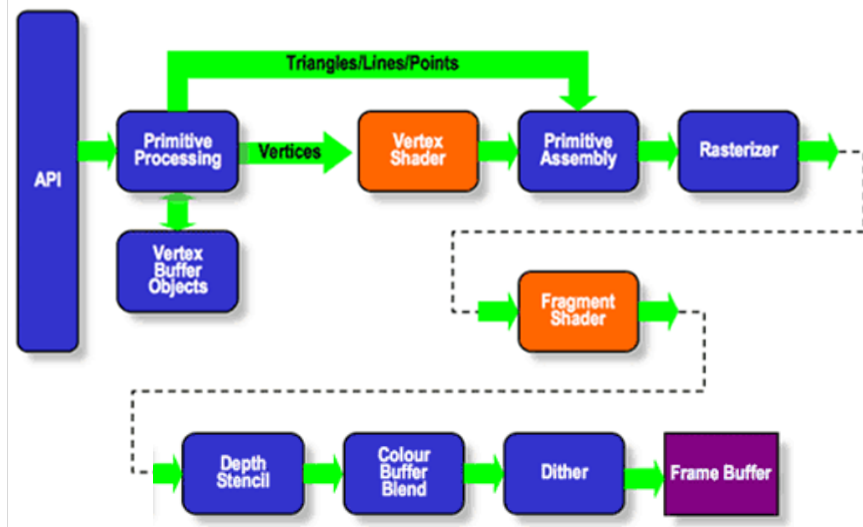 Triangles/Lines/Points
API
Primitive
Processing
Vertices
Vertex
Shader
Primitive
Assembly
Rasterizer
Vertex
Buffer
Objects
Fragment
Shader
Depth
Stencil
Colour
Buffer
Blend
Dither
Frame Buffer